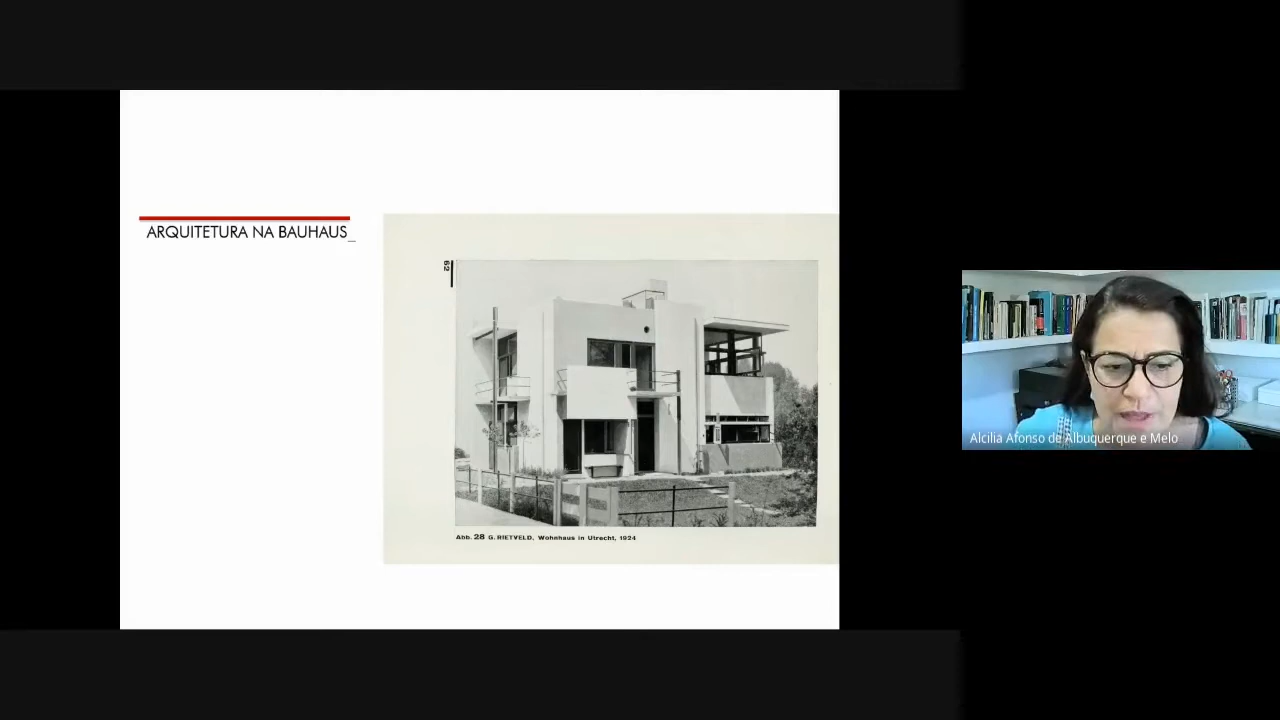 ARQUITETURA NA BAUHAUS_
62
Abb. 28 G. RIETVELD, Wohnhaus in Utrecht, 1924
Alcilia Afonso de Albuquerque e Melo